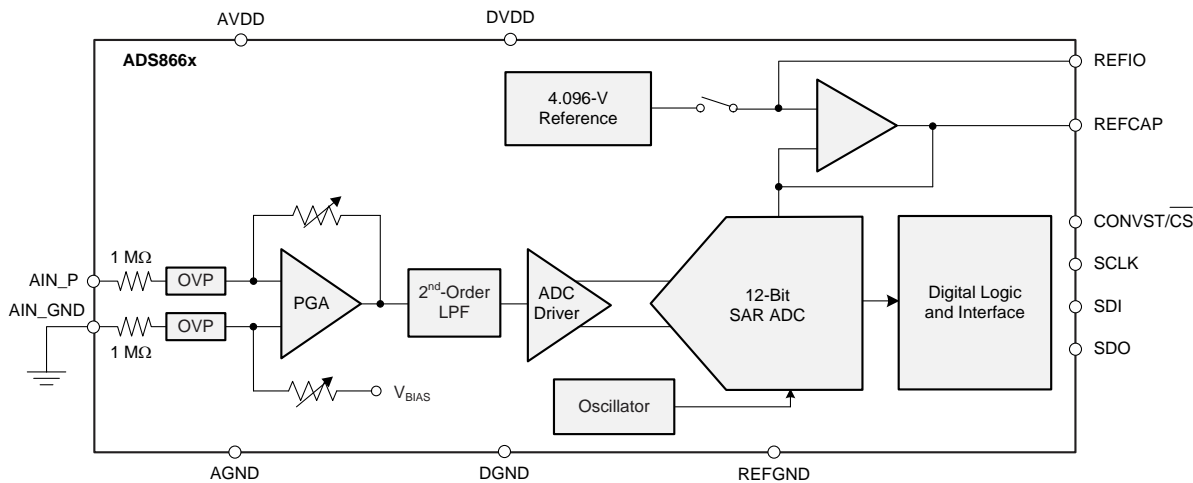 AVDD
DVDD
ADS866x
REFIO
4.096-V
Reference
REFCAP
CONVST/C̅S̅
1 MΩ
AIN_P
OVP
SCLK
PGA
2nd-Order
LPF
ADC
Driver
12-Bit
SAR ADC
Digital Logic
and Interface
AIN_GND
OVP
SDI
1 MΩ
SDO
VBIAS
Oscillator
AGND
DGND
REFGND